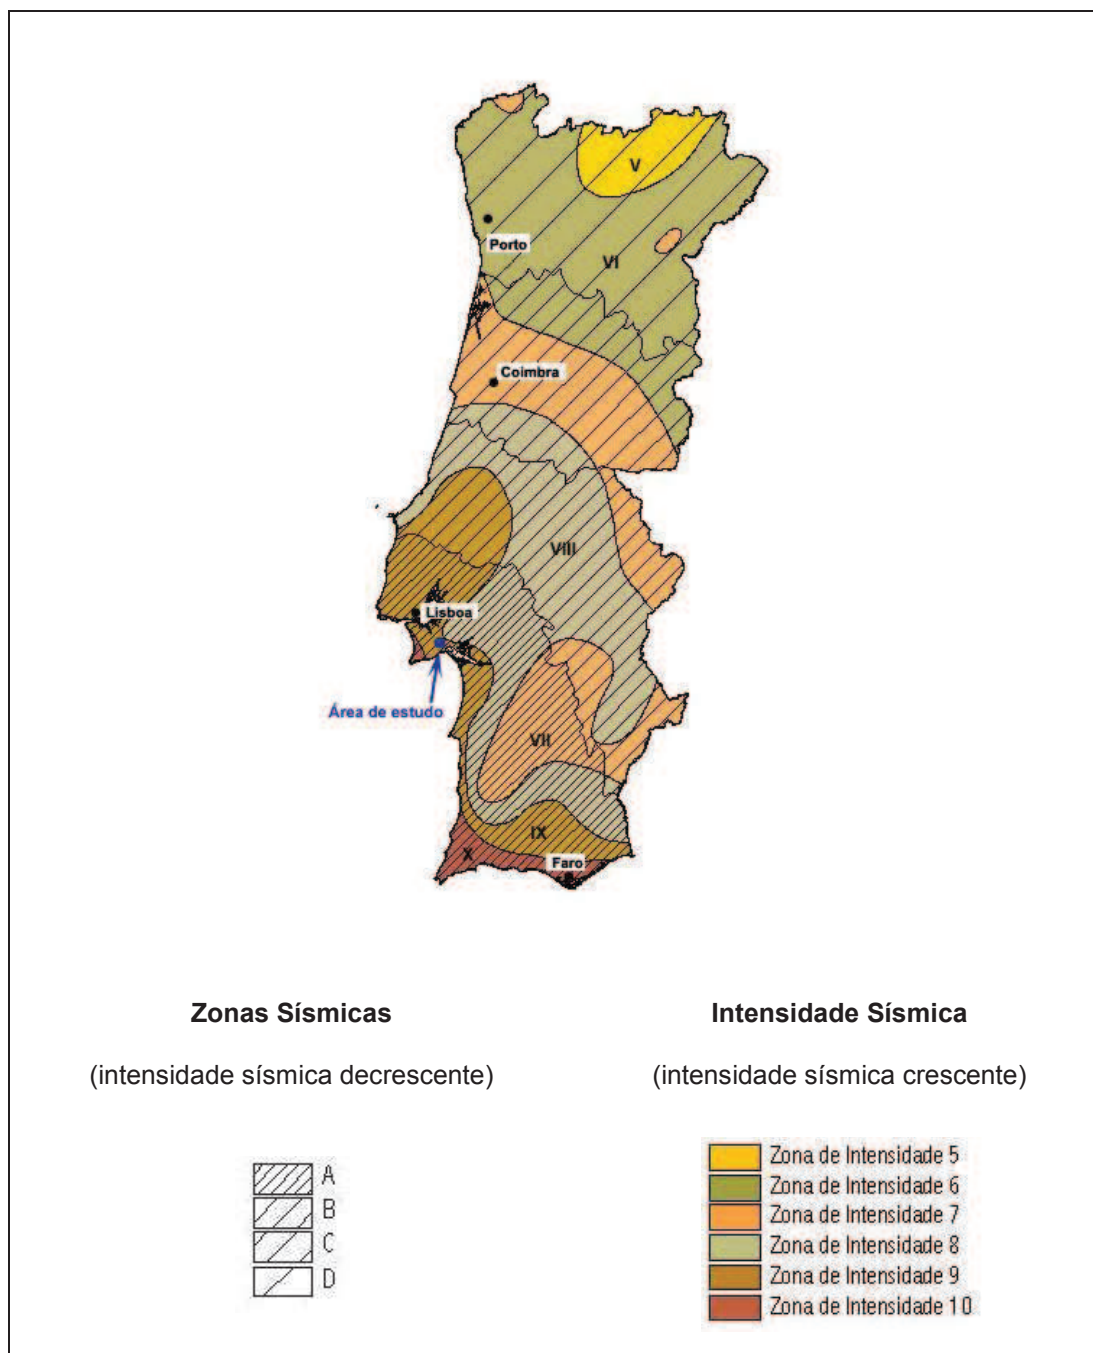 V
Porto
VI
Coimbra
VIII
Lisboa
Área de estudo
VII
IX
X
Faro
Zonas Sísmicas
(intensidade sísmica decrescente)
A
B
C
D
Intensidade Sísmica
(intensidade sísmica crescente)
Zona de Intensidade 5
Zona de Intensidade 6
Zona de Intensidade 7
Zona de Intensidade 8
Zona de Intensidade 9
Zona de Intensidade 10